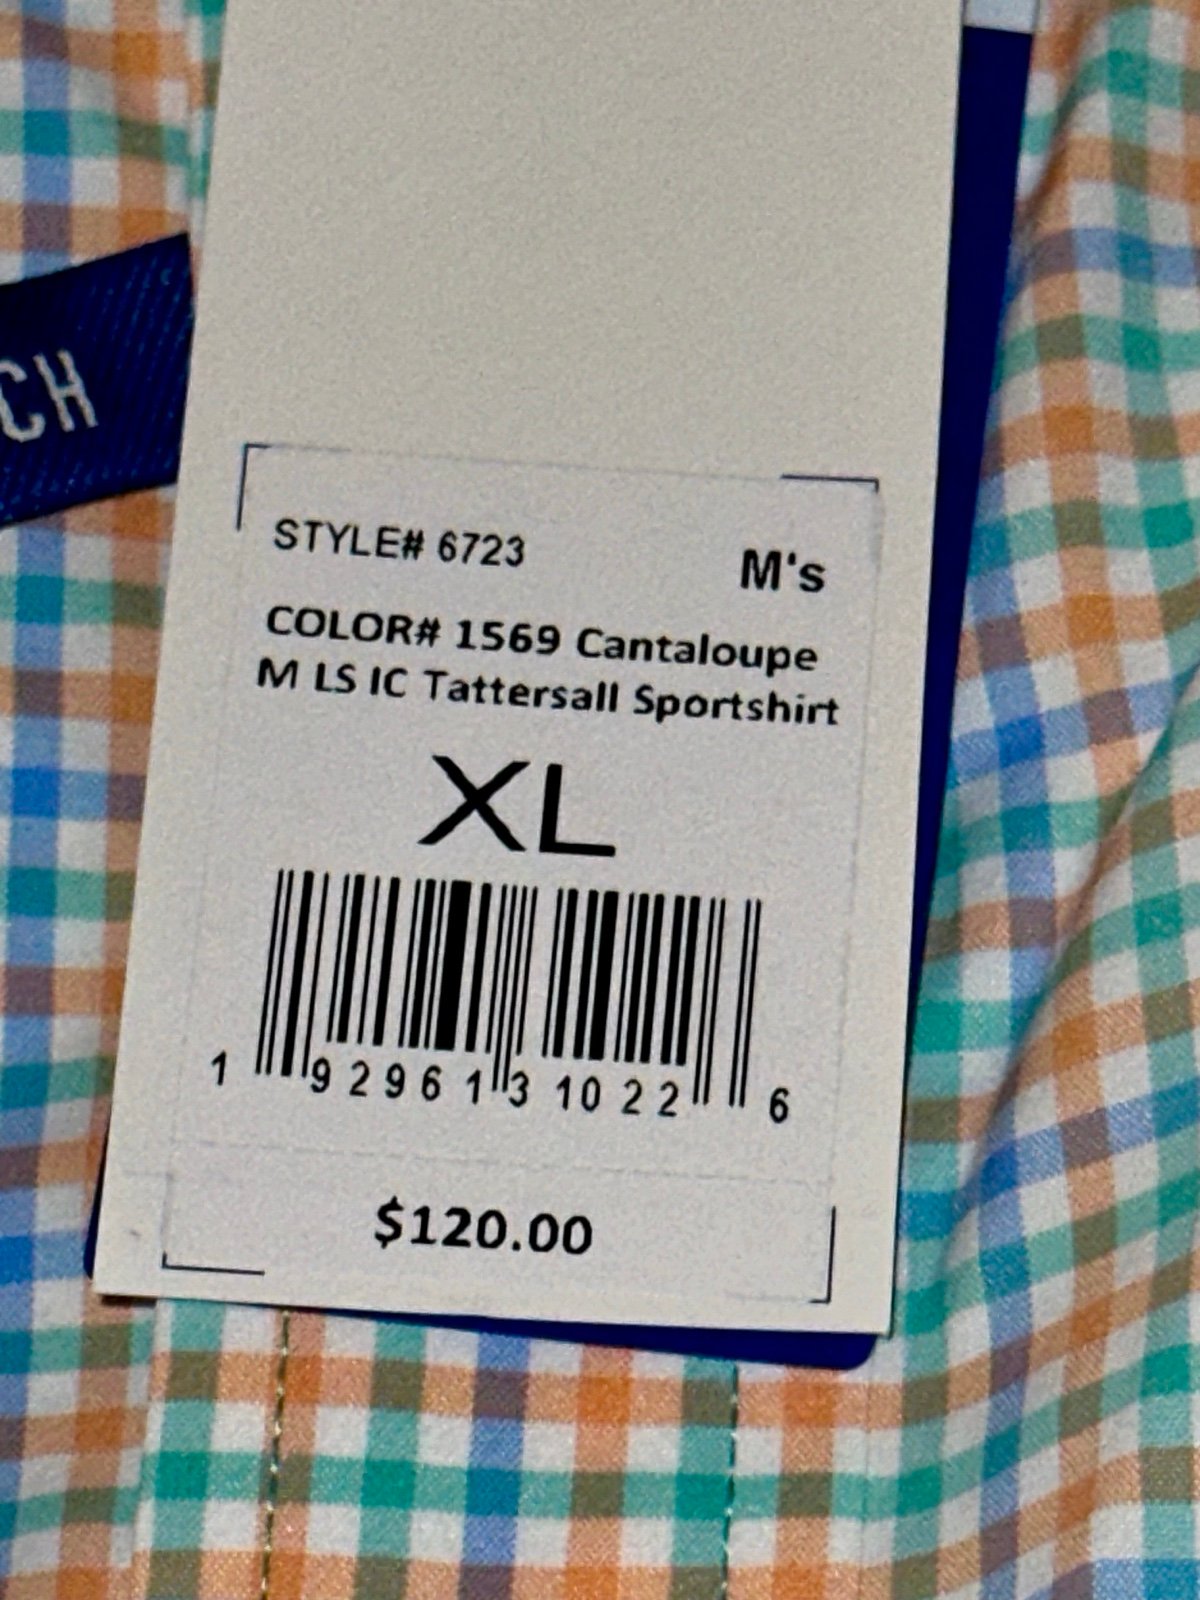 CH
STYLE# 6723
M's
COLOR# 1569 Cantaloupe
M LS IC Tattersall Sportshirt
XL
1 92961 31022 6
$120.00